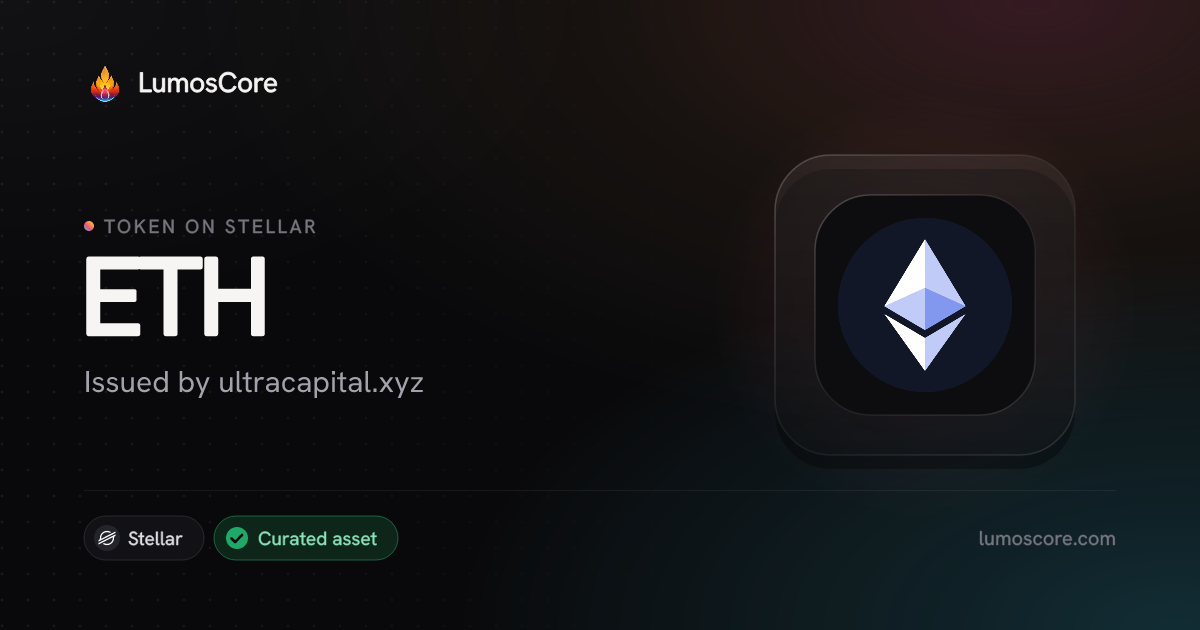 LumosCore
TOKEN ON STELLAR
ETH
Issued by ultracapital.xyz
Stellar
Curated asset
lumoscore.com